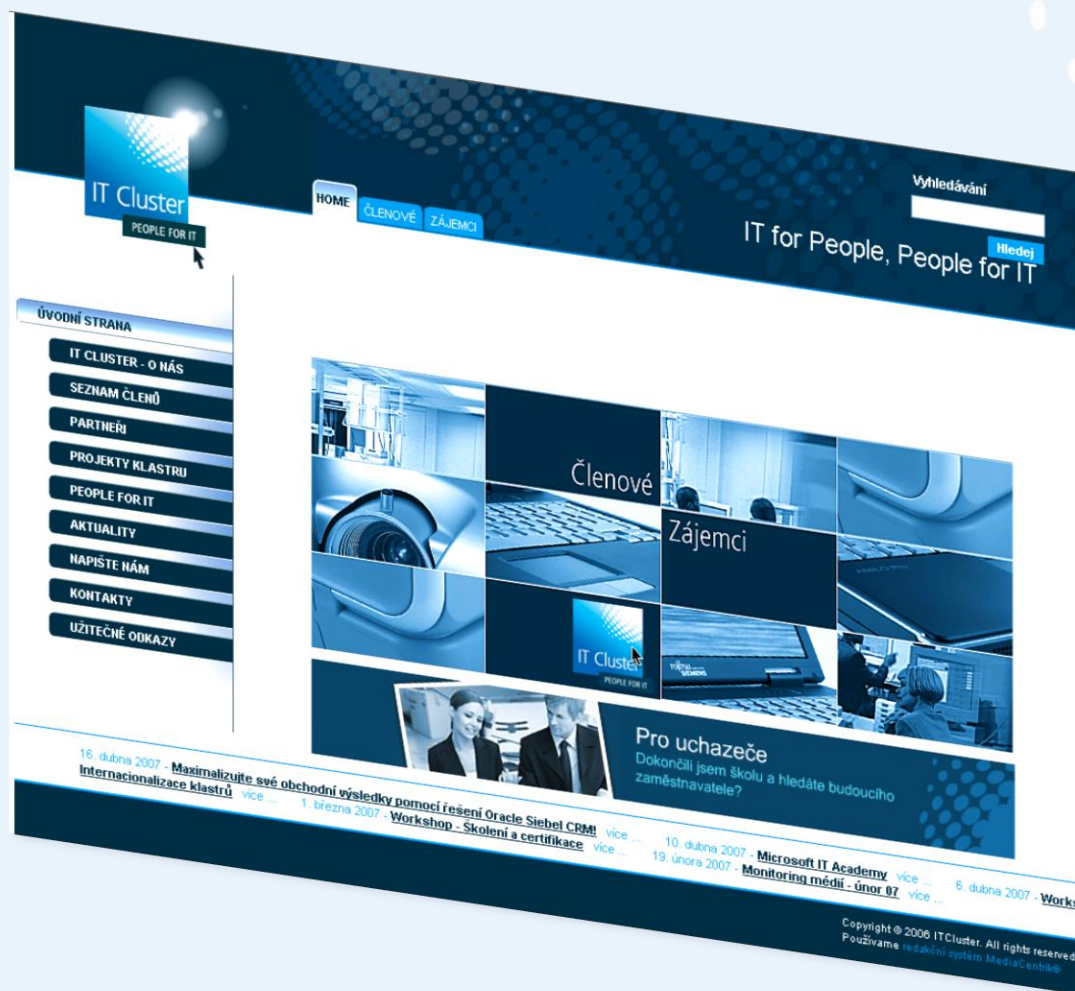 IT Cluster
PEOPLE FOR IT
HOME
ČLENOVÉ
ZÁJEMCI
Vyhledávání
Hledej
IT for People, People for IT
ÚVODNÍ STRANA
IT CLUSTER - O NÁS
SEZNAM ČLENŮ
PARTNEŘI
PROJEKTY KLASTRU
PEOPLE FOR IT
AKTUALITY
NAPIŠTE NÁM
KONTAKTY
UŽITEČNÉ ODKAZY
Členové
Zájemci
IT Cluster
PEOPLE FOR IT
FUJITSU
SIEMENS
Pro uchazeče
Dokončili jsem školu a hledáte budoucího
zaměstnavatele?
16. dubna 2007 - Maximalizujte své obchodní výsledky pomocí řešení Oracle Siebel CRM! více ... 10. dubna 2007 - Microsoft IT Academy více ... 6. dubna 2007 - Works
Internacionalizace klastrů více ... 1. března 2007 - Workshop - Školení a certifikace více ... 19. února 2007 - Monitoring médií - únor 07 více ...
Copyright © 2006 ITCluster. All rights reserved
Používame redakční systém MediaCentrik®